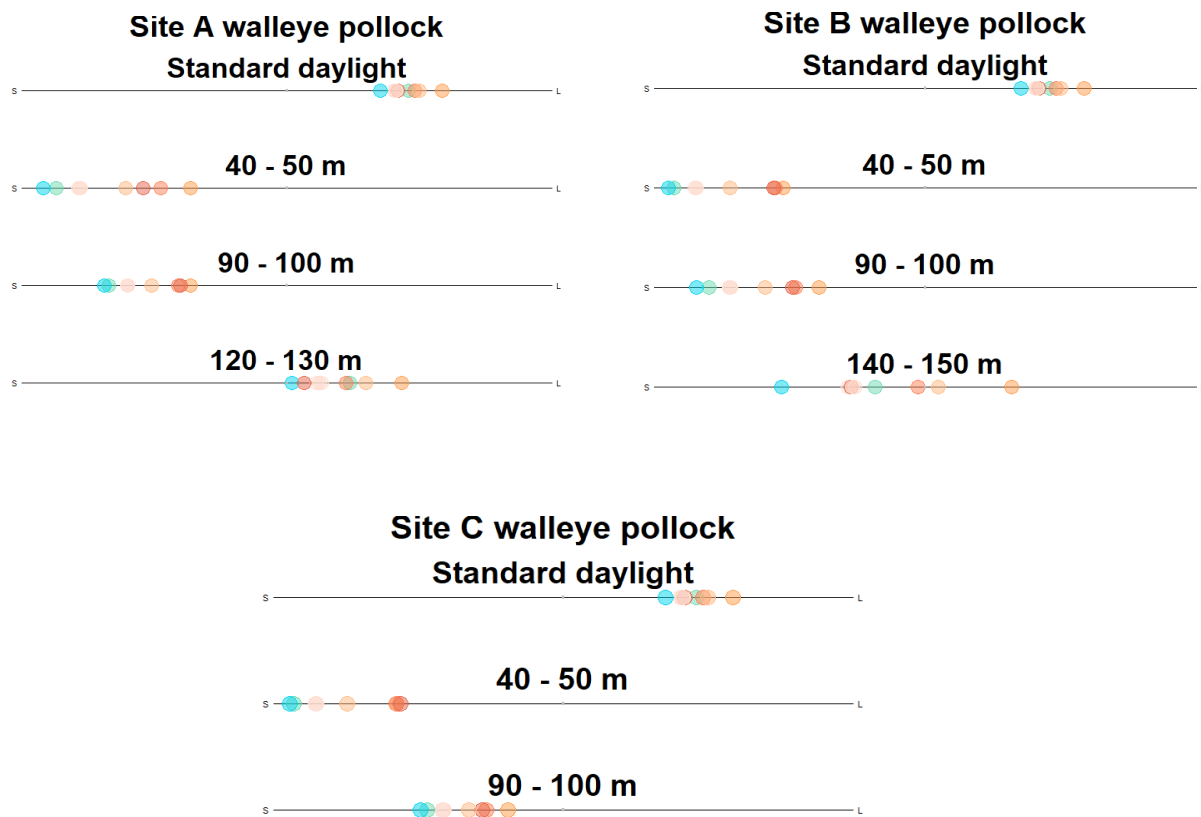 Site A walleye pollock
Standard daylight
S L
40 - 50 m
S L
90 - 100 m
S L
120 - 130 m
S L
Site B walleye pollock
Standard daylight
S
40 - 50 m
S
90 - 100 m
S
140 - 150 m
S
Site C walleye pollock
Standard daylight
S L
40 - 50 m
S L
90 - 100 m
S L